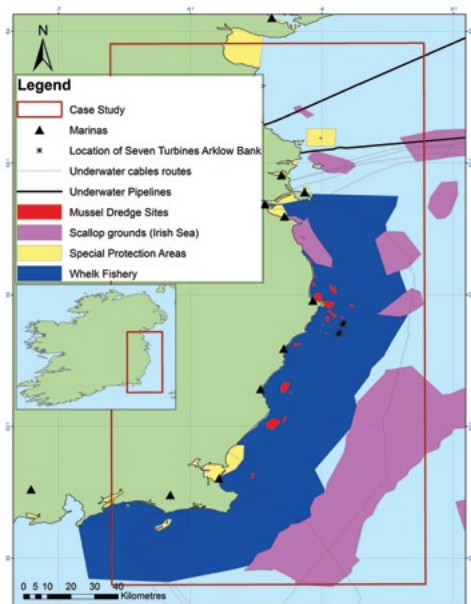 N
Legend
Case Study
Marinas
Location of Seven Turbines Arklow Bank
Underwater cables routes
Underwater Pipelines
Mussel Dredge Sites
Scallop grounds (Irish Sea)
Special Protection Areas
Whelk Fishery
0 5 10 20 30 40
Kilometres